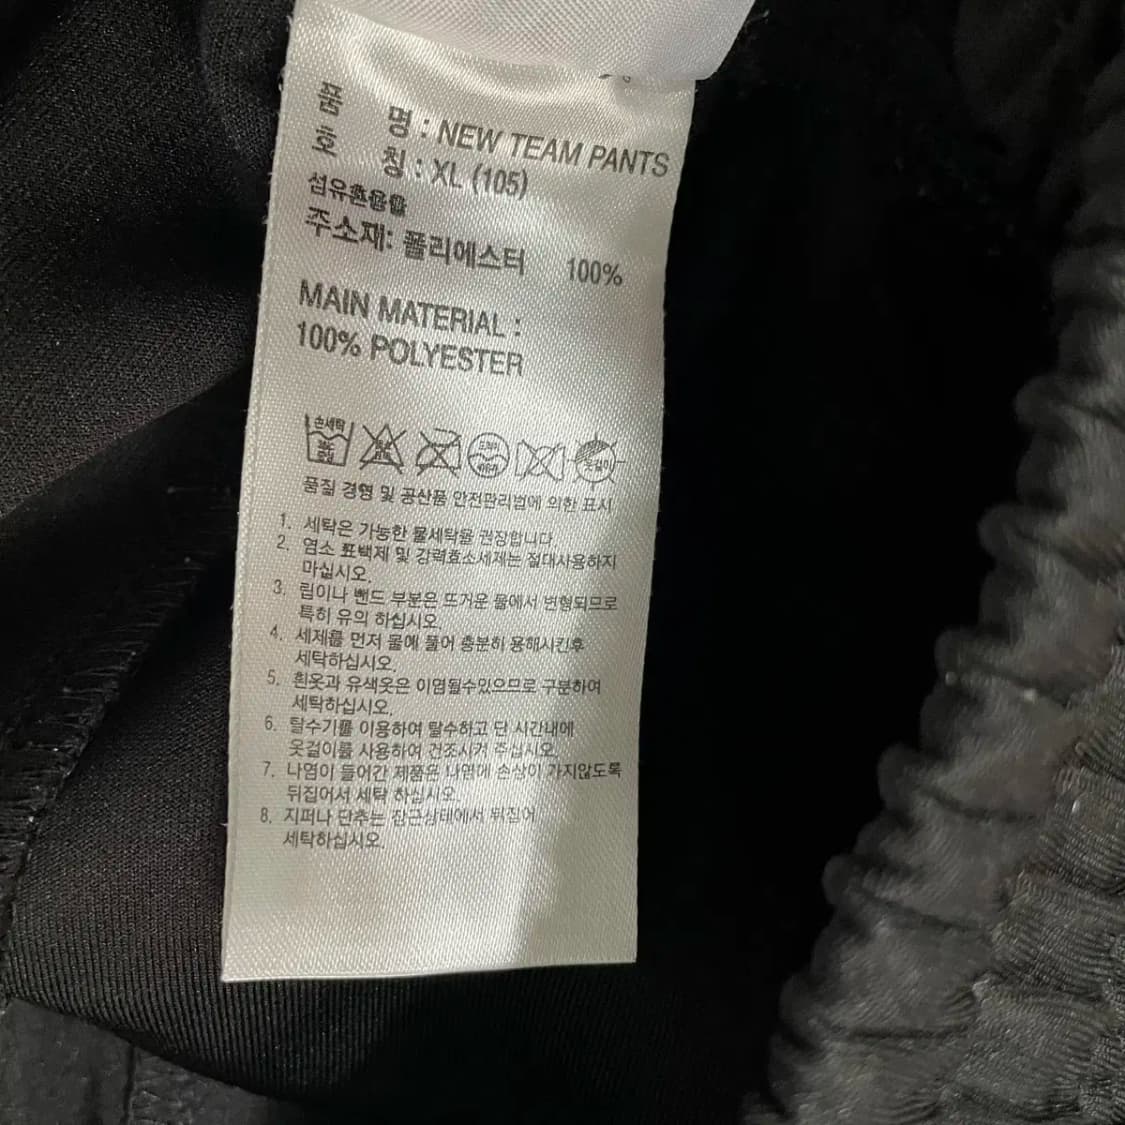 품 명 : NEW TEAM PANTS
호 칭 : XL (105)
섬유혼용율
주소재: 폴리에스터 100%
MAIN MATERIAL :
100% POLYESTER
손세탁
드라이
옷걸이
품질 경영 및 공산품 안전관리법에 의한 표시
1. 세탁은 가능한 물세탁을 권장합니다
2. 염소 표백제 및 강력효소세제는 절대사용하지
마십시오.
3. 립이나 밴드 부분은 뜨거운 물에서 변형되므로
특히 유의 하십시오.
4. 세제를 먼저 물에 풀어 충분히 용해시킨후
세탁하십시오.
5. 흰옷과 유색옷은 이염될수있으므로 구분하여
세탁하십시오.
6. 탈수기를 이용하여 탈수하고 단 시간내에
옷걸이를 사용하여 건조시켜 주십시오.
7. 나염이 들어간 제품은 나염에 손상이 가지않도록
뒤집어서 세탁 하십시오.
8. 지퍼나 단추는 잠근상태에서 뒤집어
세탁하십시오.